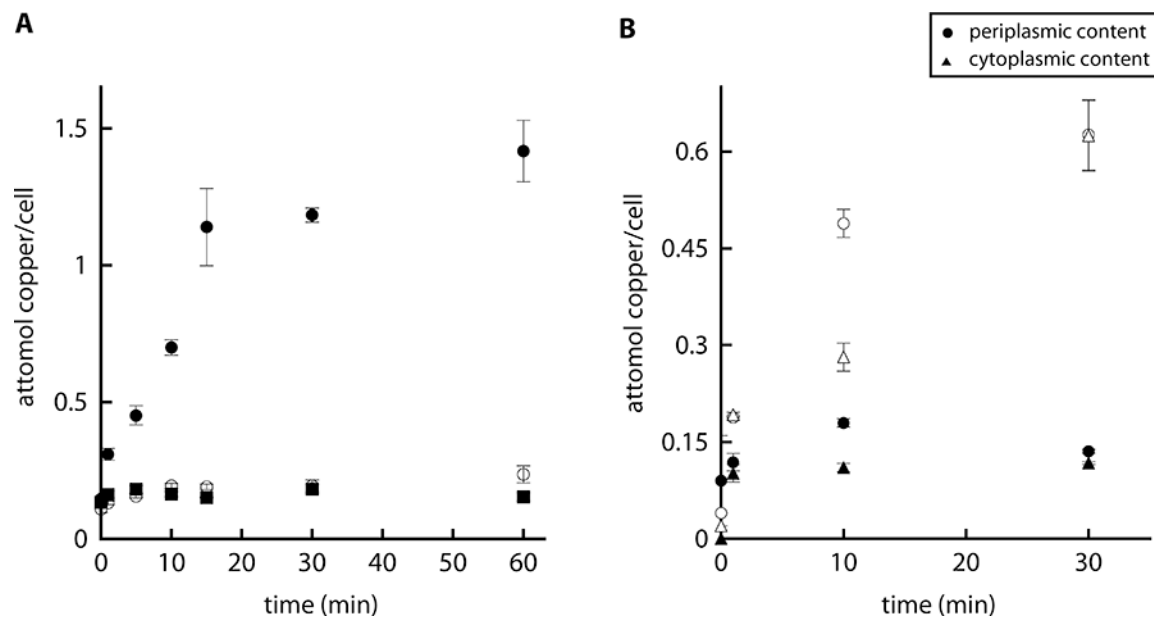 A
attomol copper/cell
1.5
1
0.5
0
0 10 20 30 40 50 60
time (min)
B
periplasmic content
cytoplasmic content
attomol copper/cell
0.6
0.45
0.3
0.15
0
0 10 20 30
time (min)